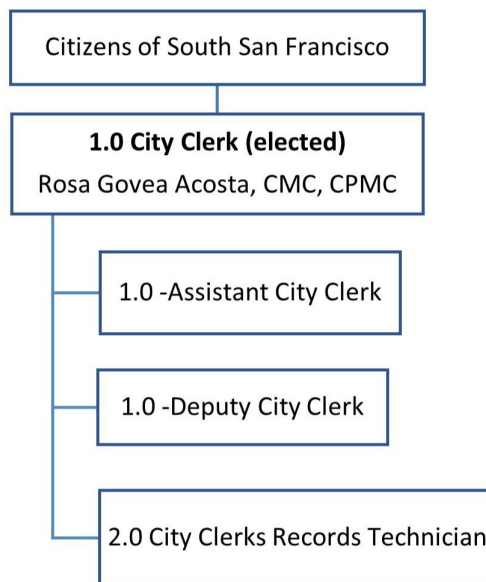 Citizens of South San Francisco
1.0 City Clerk (elected)
Rosa Govea Acosta, CMC, CPMC
1.0 -Assistant City Clerk
1.0 -Deputy City Clerk
2.0 City Clerks Records Technician